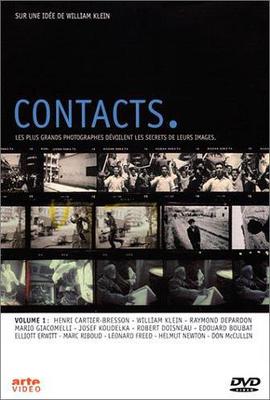 SUR UNE IDÉE DE WILLIAM KLEIN
CONTACTS.
LES PLUS GRANDS PHOTOGRAPHES DÉVOILENT LES SECRETS DE LEURS IMAGES.
VOLUME 1 : HENRI CARTIER-BRESSON - WILLIAM KLEIN - RAYMOND DEPARDON
MARIO GIACOMELLI - JOSEF KOUDELKA - ROBERT DOISNEAU - EDOUARD BOUBAT
ELLIOTT ERWITT - MARC RIBOUD - LEONARD FREED - HELMUT NEWTON - DON McCULLIN
arte
VIDEO
DVD
VIDEO